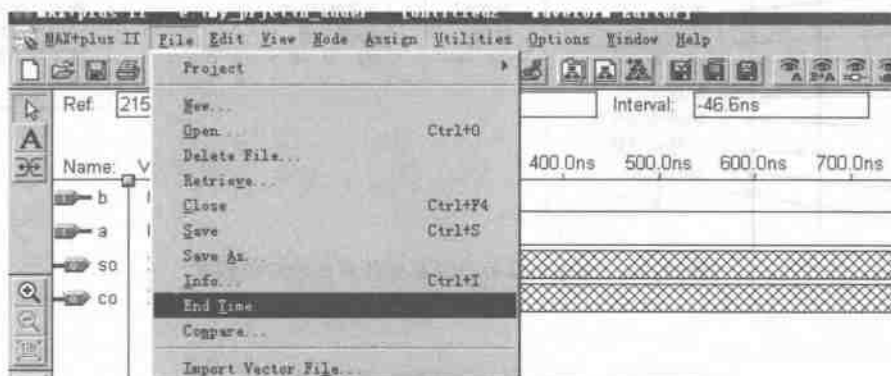 MAX+plus II File Edit View Node Assign Utilities Options Window Help
Project
Ref: 215
Interval: -46.6ns
New...
Open... Ctrl+O
Delete File...
Retrieve...
Close Ctrl+F4
Save Ctrl+S
Save As...
Info... Ctrl+I
End Time
Compare...
Import Vector File...
Name:
400.0ns 500.0ns 600.0ns 700.0ns
b
a
so
co